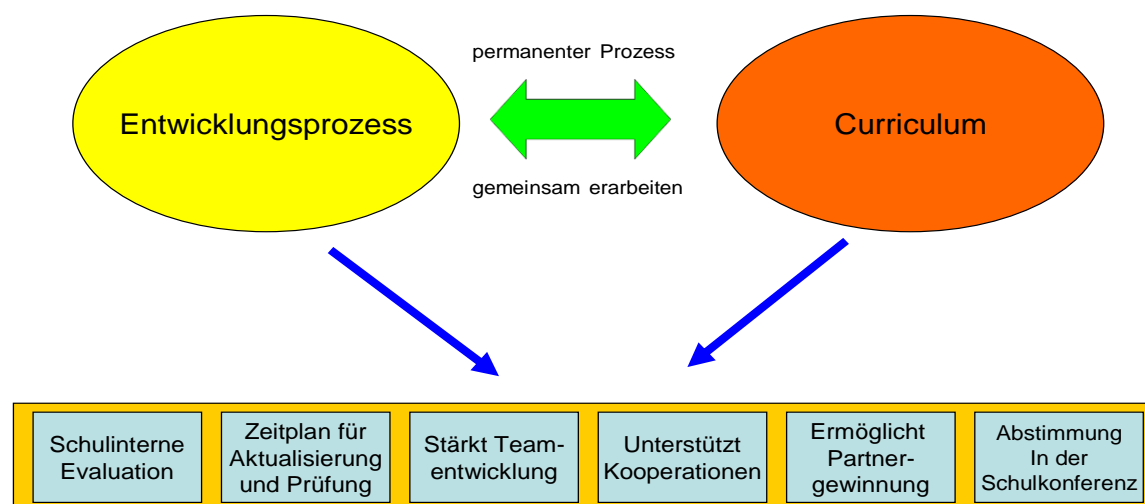 permanenter Prozess
Entwicklungsprozess
Curriculum
gemeinsam erarbeiten
Schulinterne
Evaluation
Zeitplan für
Aktualisierung
und Prüfung
Stärkt Team-
entwicklung
Unterstützt
Kooperationen
Ermöglicht
Partner-
gewinnung
Abstimmung
In der
Schulkonferenz